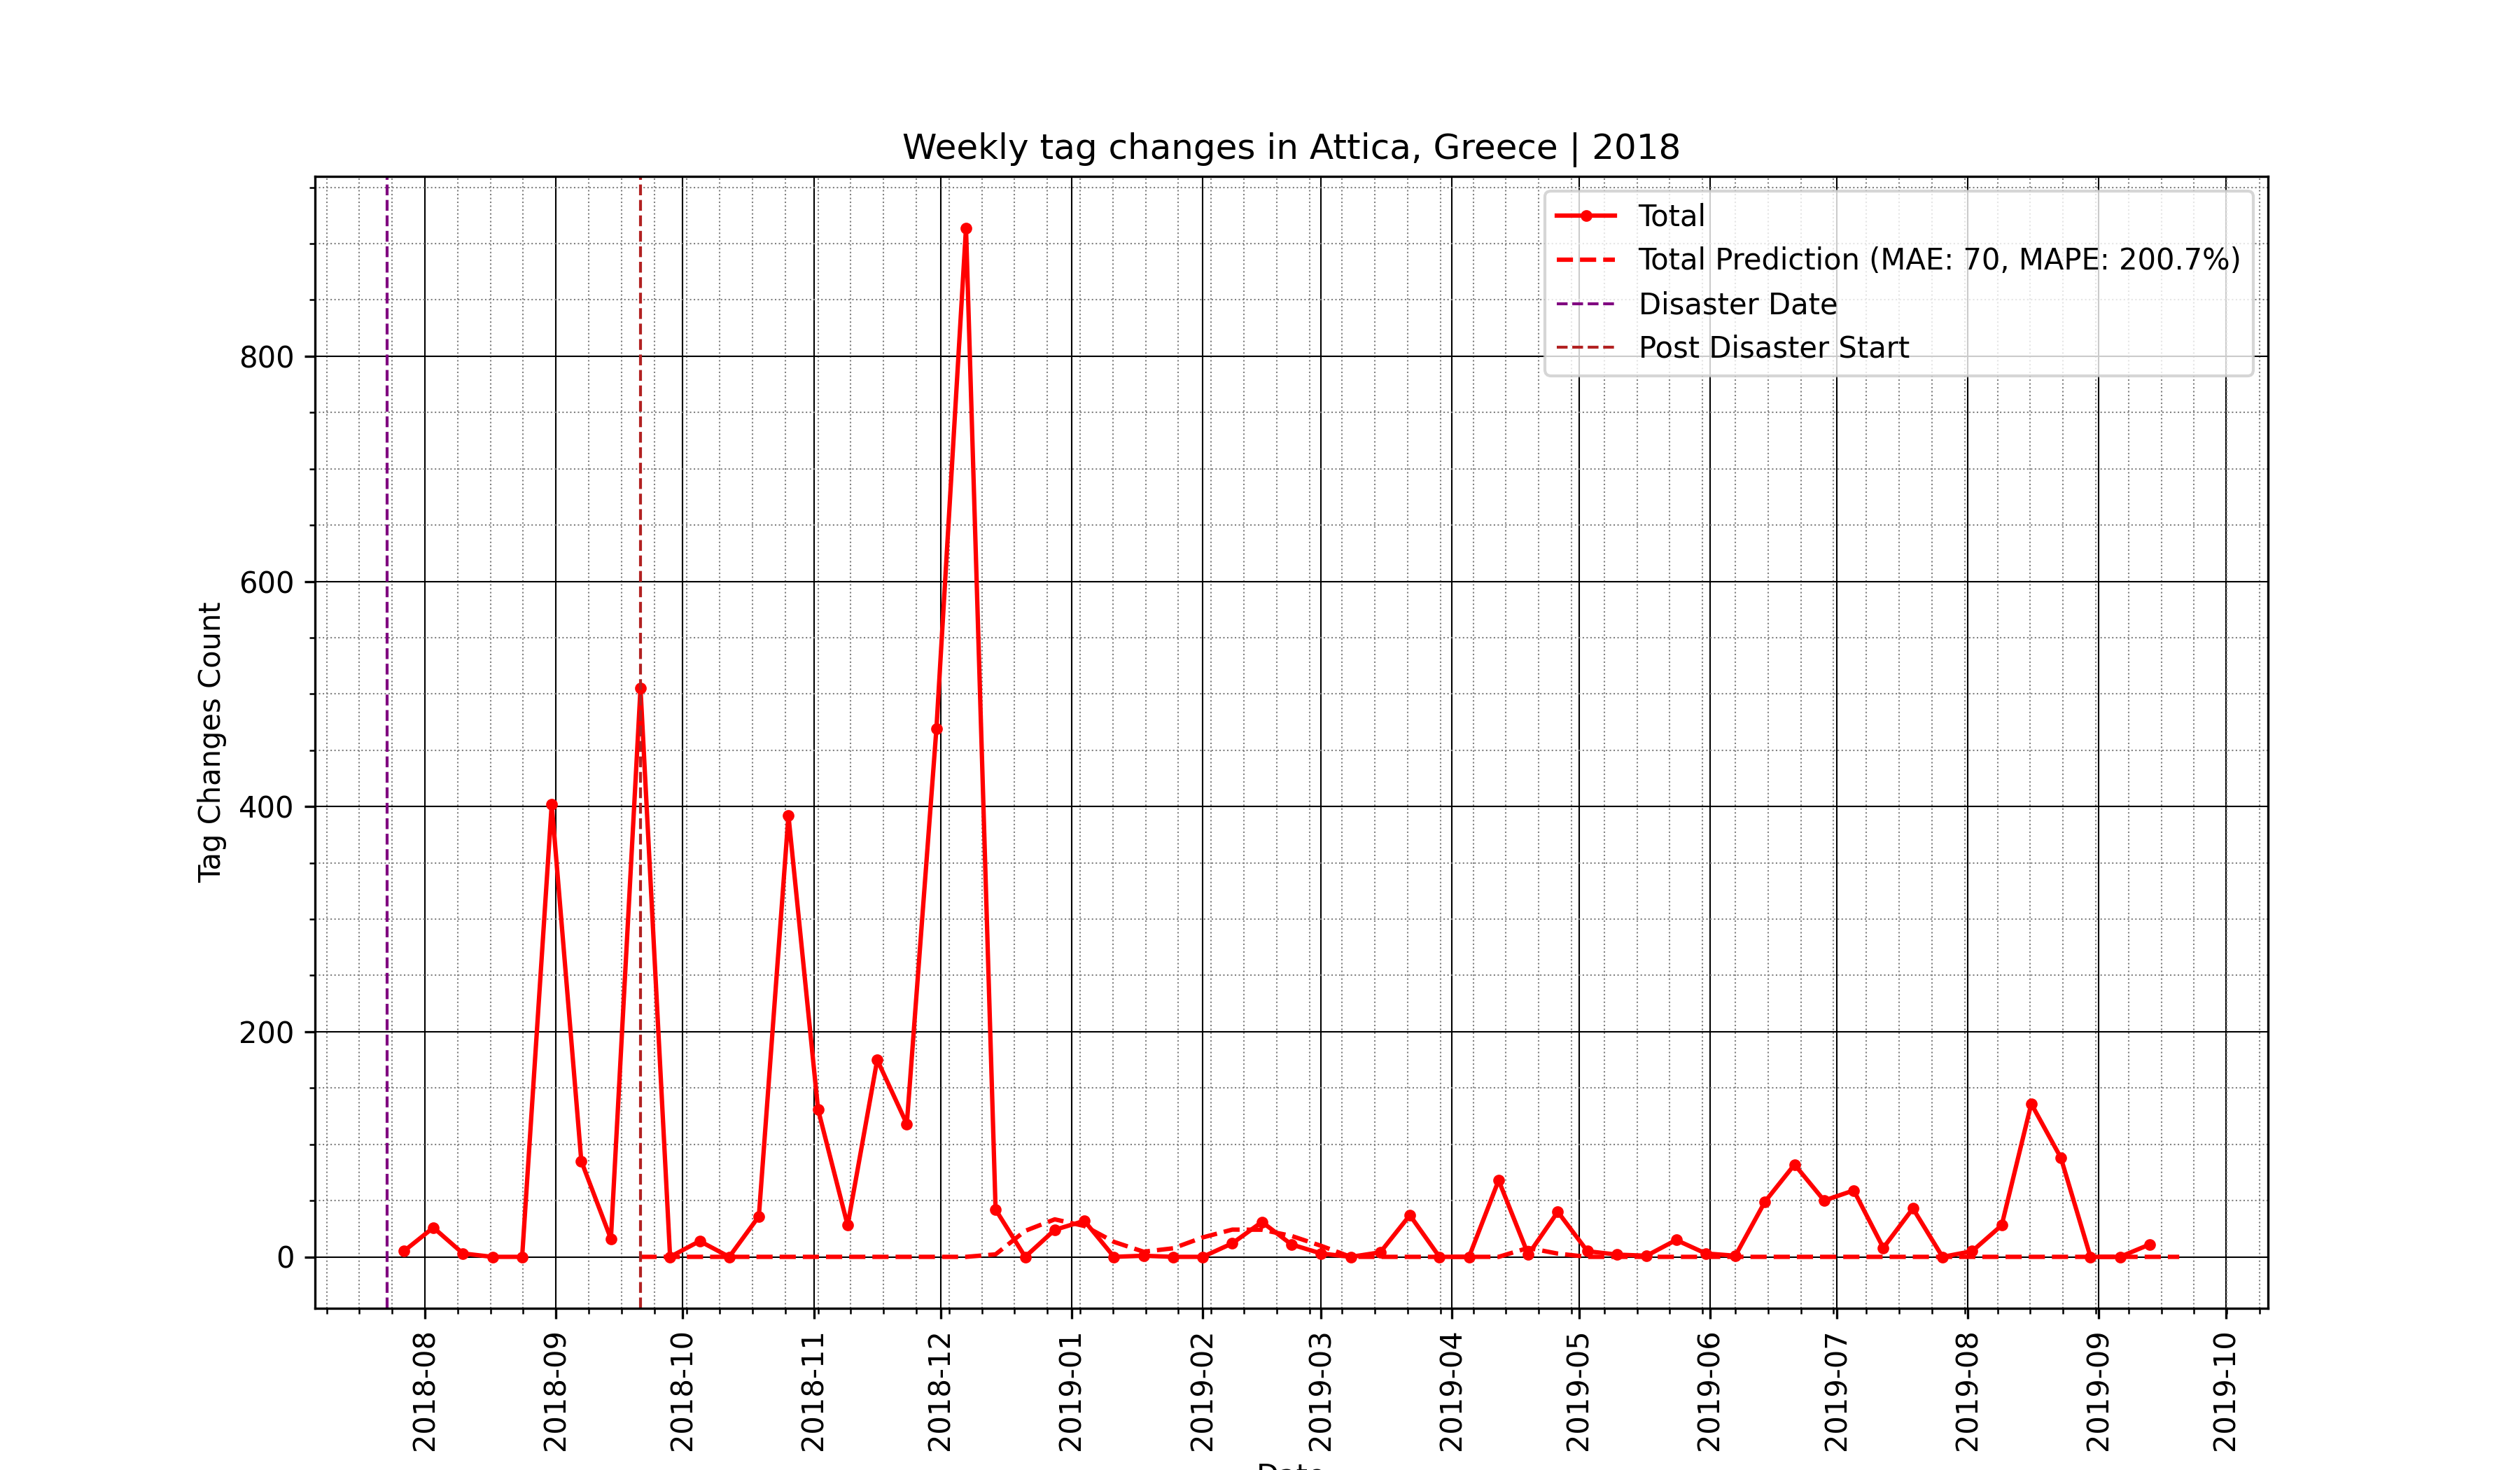 Weekly tag changes in Attica, Greece | 2018
Total
Total Prediction (MAE: 70, MAPE: 200.7%)
Disaster Date
Post Disaster Start
Tag Changes Count
800
600
400
200
0
2018-08
2018-09
2018-10
2018-11
2018-12
2019-01
2019-02
2019-03
2019-04
2019-05
2019-06
2019-07
2019-08
2019-09
2019-10
Date